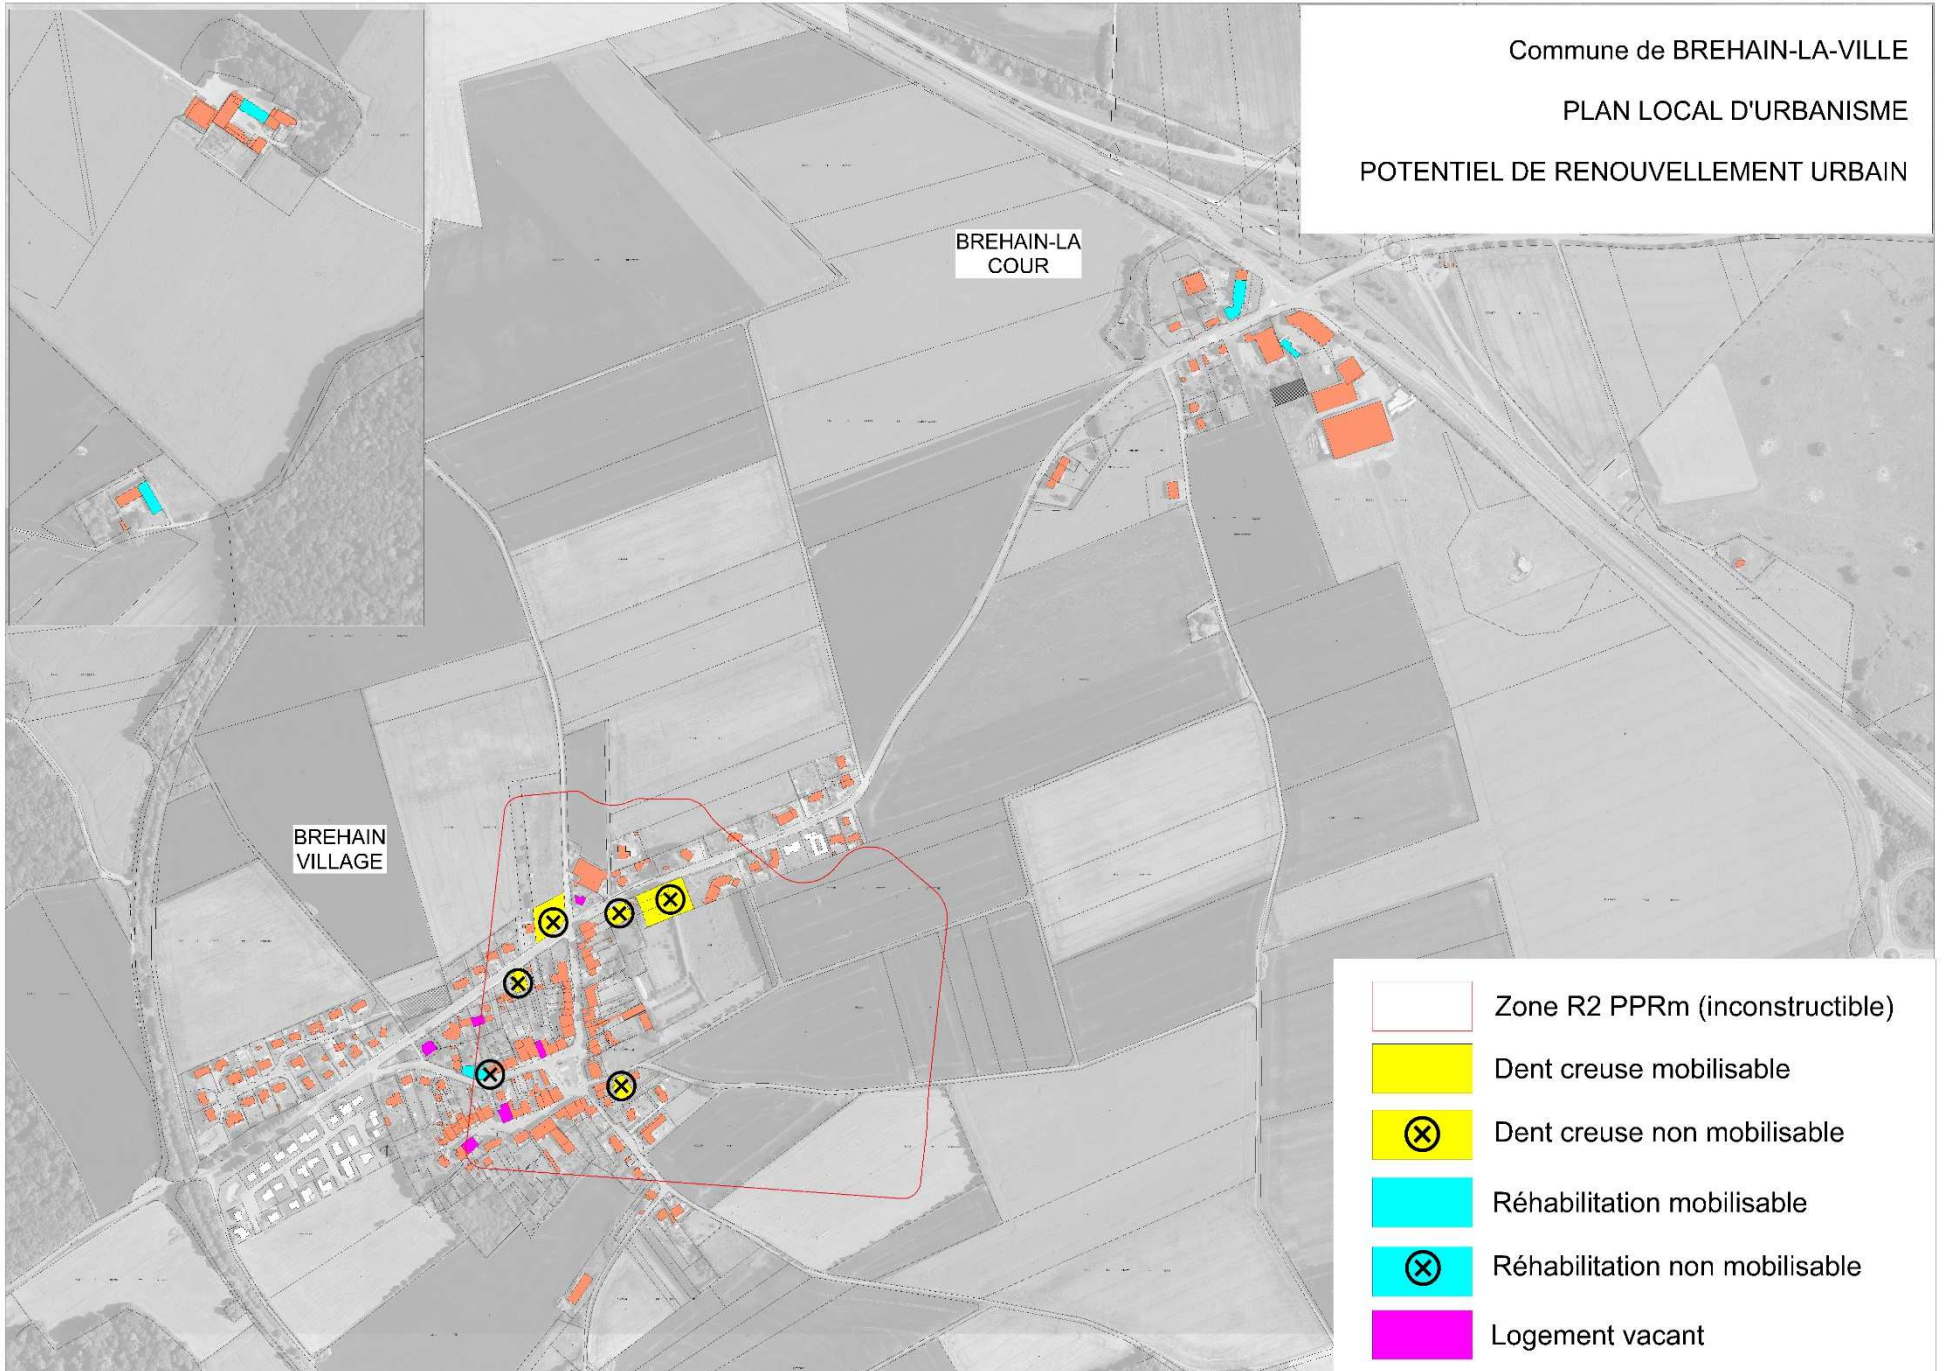 Commune de BREHAIN-LA-VILLE
PLAN LOCAL D'URBANISME
POTENTIEL DE RENOUVELLEMENT URBAIN
BREHAIN-LA
COUR
BREHAIN
VILLAGE
Zone R2 PPRm (inconstructible)
Dent creuse mobilisable
Dent creuse non mobilisable
Réhabilitation mobilisable
Réhabilitation non mobilisable
Logement vacant